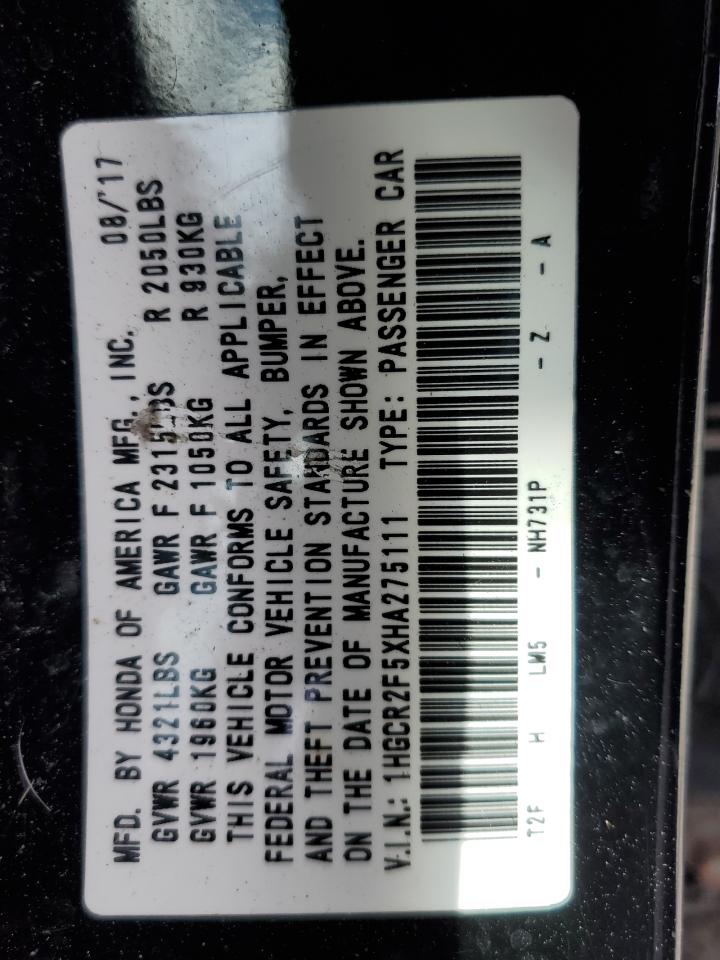 MFD. BY HONDA OF AMERICA MFG., INC. 08/'17
GVWR 4321LBS GAWR F 2315LBS R 2050LBS
GVWR 1960KG GAWR F 1050KG R 930KG
THIS VEHICLE CONFORMS TO ALL APPLICABLE
FEDERAL MOTOR VEHICLE SAFETY, BUMPER,
AND THEFT PREVENTION STANDARDS IN EFFECT
ON THE DATE OF MANUFACTURE SHOWN ABOVE.
V.I.N.: 1HGCR2F5XHA275111 TYPE: PASSENGER CAR
T2F H LM5 - NH731P - Z - A